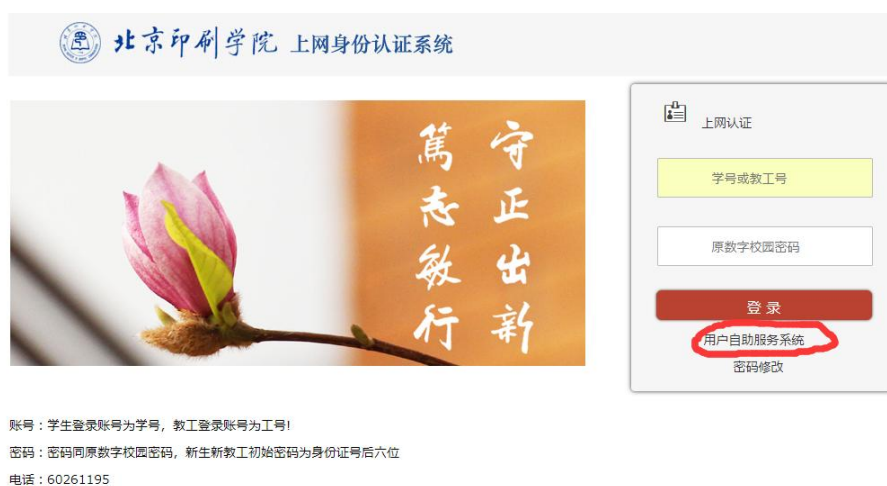 北京印刷学院 上网身份认证系统
守正出新
篤志敏行
上网认证
学号或教工号
原数字校园密码
登 录
用户自助服务系统
密码修改
账号：学生登录账号为学号，教工登录账号为工号!
密码：密码同原数字校园密码，新生新教工初始密码为身份证号后六位
电话：60261195